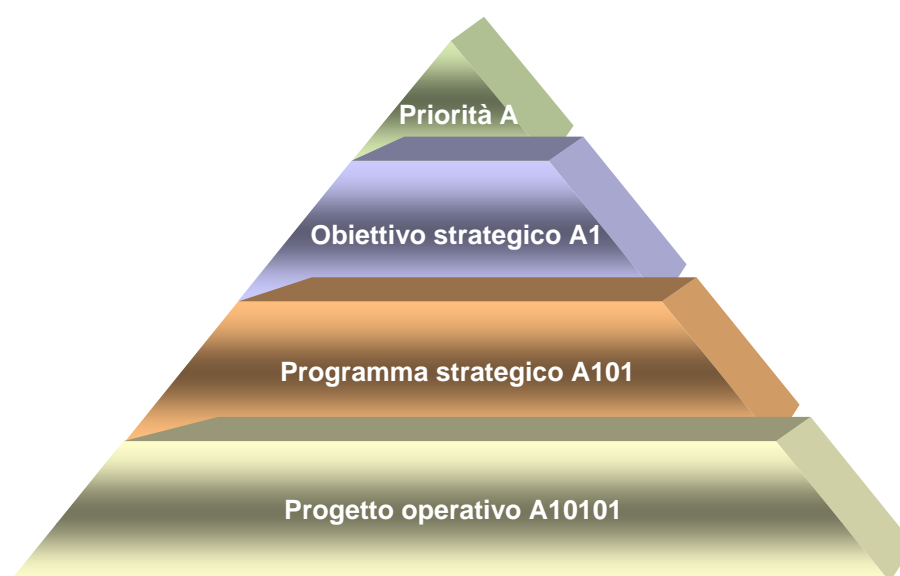 Priorità A
Obiettivo strategico A1
Programma strategico A101
Progetto operativo A10101